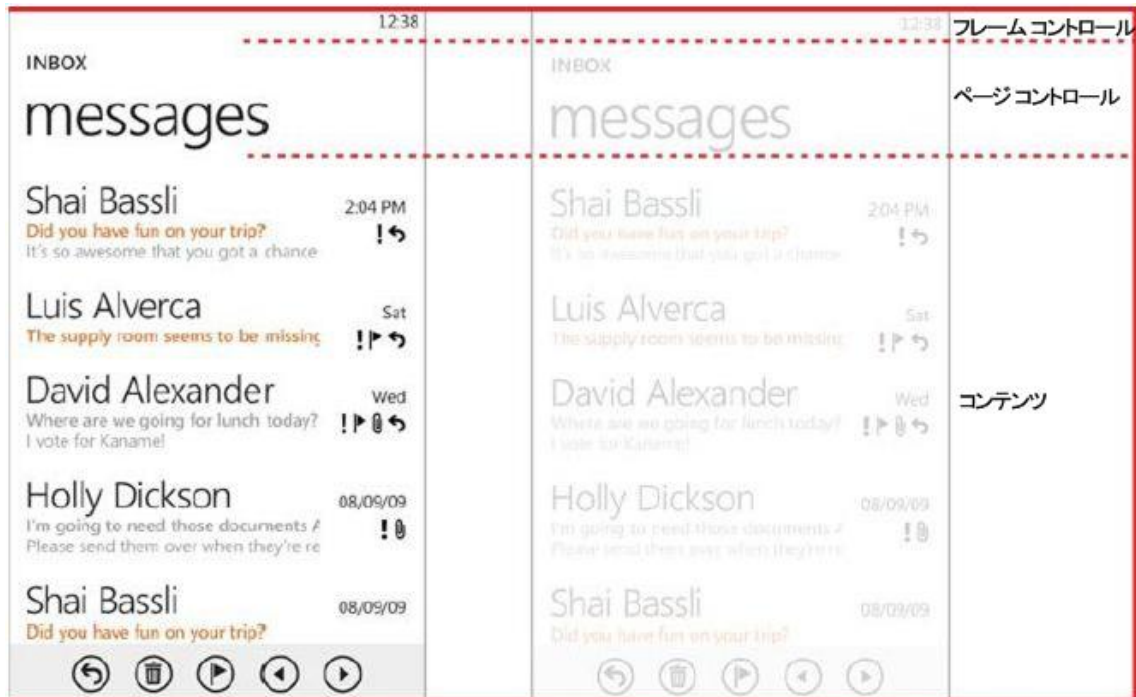 12:38
INBOX
messages
Shai Bassli
2:04 PM
Did you have fun on your trip?
It's so awesome that you got a chance
Luis Alverca
Sat
The supply room seems to be missing
David Alexander
Wed
Where are we going for lunch today?
I vote for Kaname!
Holly Dickson
08/09/09
I'm going to need those documents A
Please send them over when they're re
Shai Bassli
08/09/09
Did you have fun on your trip?
12:38
INBOX
messages
Shai Bassli
2:04 PM
Did you have fun on your trip?
It's so awesome that you got a chance
Luis Alverca
Sat
The supply room seems to be missing
David Alexander
Wed
Where are we going for lunch today?
I vote for Kaname!
Holly Dickson
08/09/09
I'm going to need those documents A
Please send them over when they're re
Shai Bassli
08/09/09
Did you have fun on your trip?
フレーム コントロール
ページ コントロール
コンテンツ